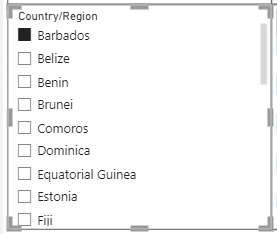 Country/Region
Barbados
Belize
Benin
Brunei
Comoros
Dominica
Equatorial Guinea
Estonia
Fiji